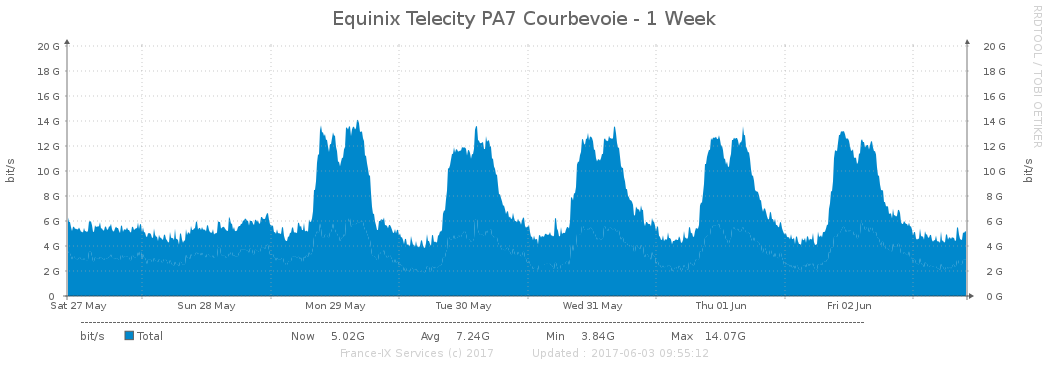 Equinix Telecity PA7 Courbevoie - 1 Week
RRDTOOL / TOBI OETIKER
bit/s
20 G 20 G
18 G 18 G
16 G 16 G
14 G 14 G
12 G 12 G
10 G 10 G
8 G 8 G
6 G 6 G
4 G 4 G
2 G 2 G
0 0 G
bit/s
Sat 27 May Sun 28 May Mon 29 May Tue 30 May Wed 31 May Thu 01 Jun Fri 02 Jun
bit/s Total Now 5.02G Avg 7.24G Min 3.84G Max 14.07G
France-IX Services (c) 2017 Updated : 2017-06-03 09:55:12